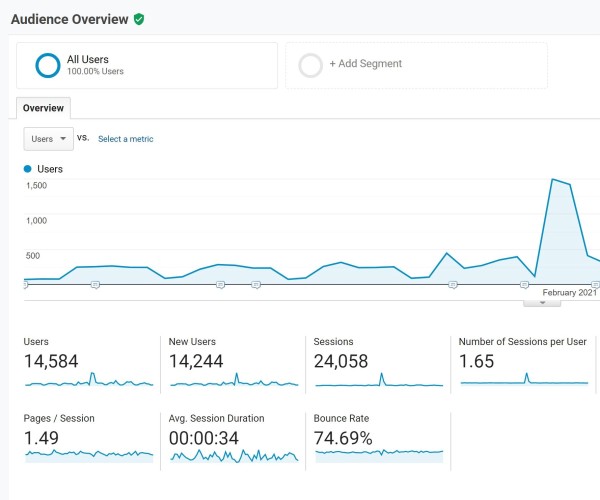 Audience Overview
All Users
100.00% Users
+ Add Segment
Overview
Users
vs.
Select a metric
Users
1,500
1,000
500
February 2021
Users
14,584
New Users
14,244
Sessions
24,058
Number of Sessions per User
1.65
Pages / Session
1.49
Avg. Session Duration
00:00:34
Bounce Rate
74.69%